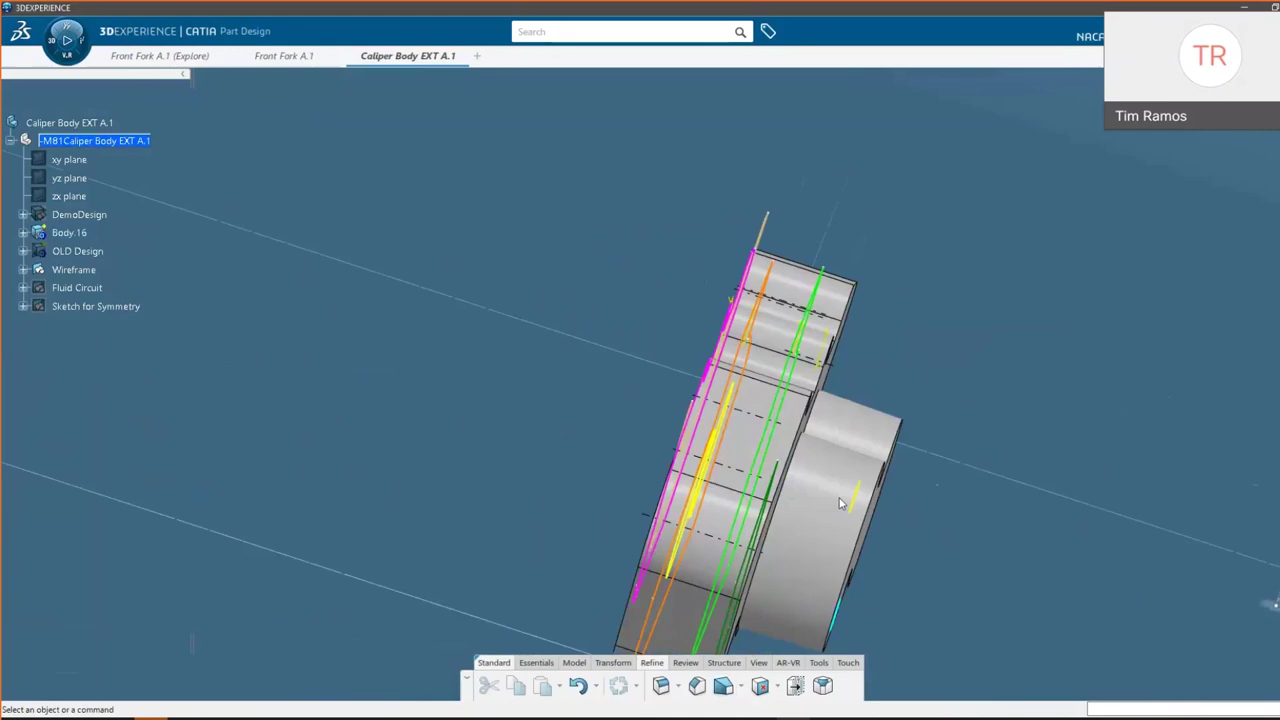 3DEXPERIENCE
3DEXPERIENCE | CATIA Part Design
3D
V.R
Search
NACA
TR
Tim Ramos
Front Fork A.1 (Explore)
Front Fork A.1
Caliper Body EXT A.1
+
Caliper Body EXT A.1
-M81Caliper Body EXT A.1
xy plane
yz plane
zx plane
DemoDesign
Body.16
OLD Design
Wireframe
Fluid Circuit
Sketch for Symmetry
Standard Essentials Model Transform Refine Review Structure View AR-VR Tools Touch
Select an object or a command